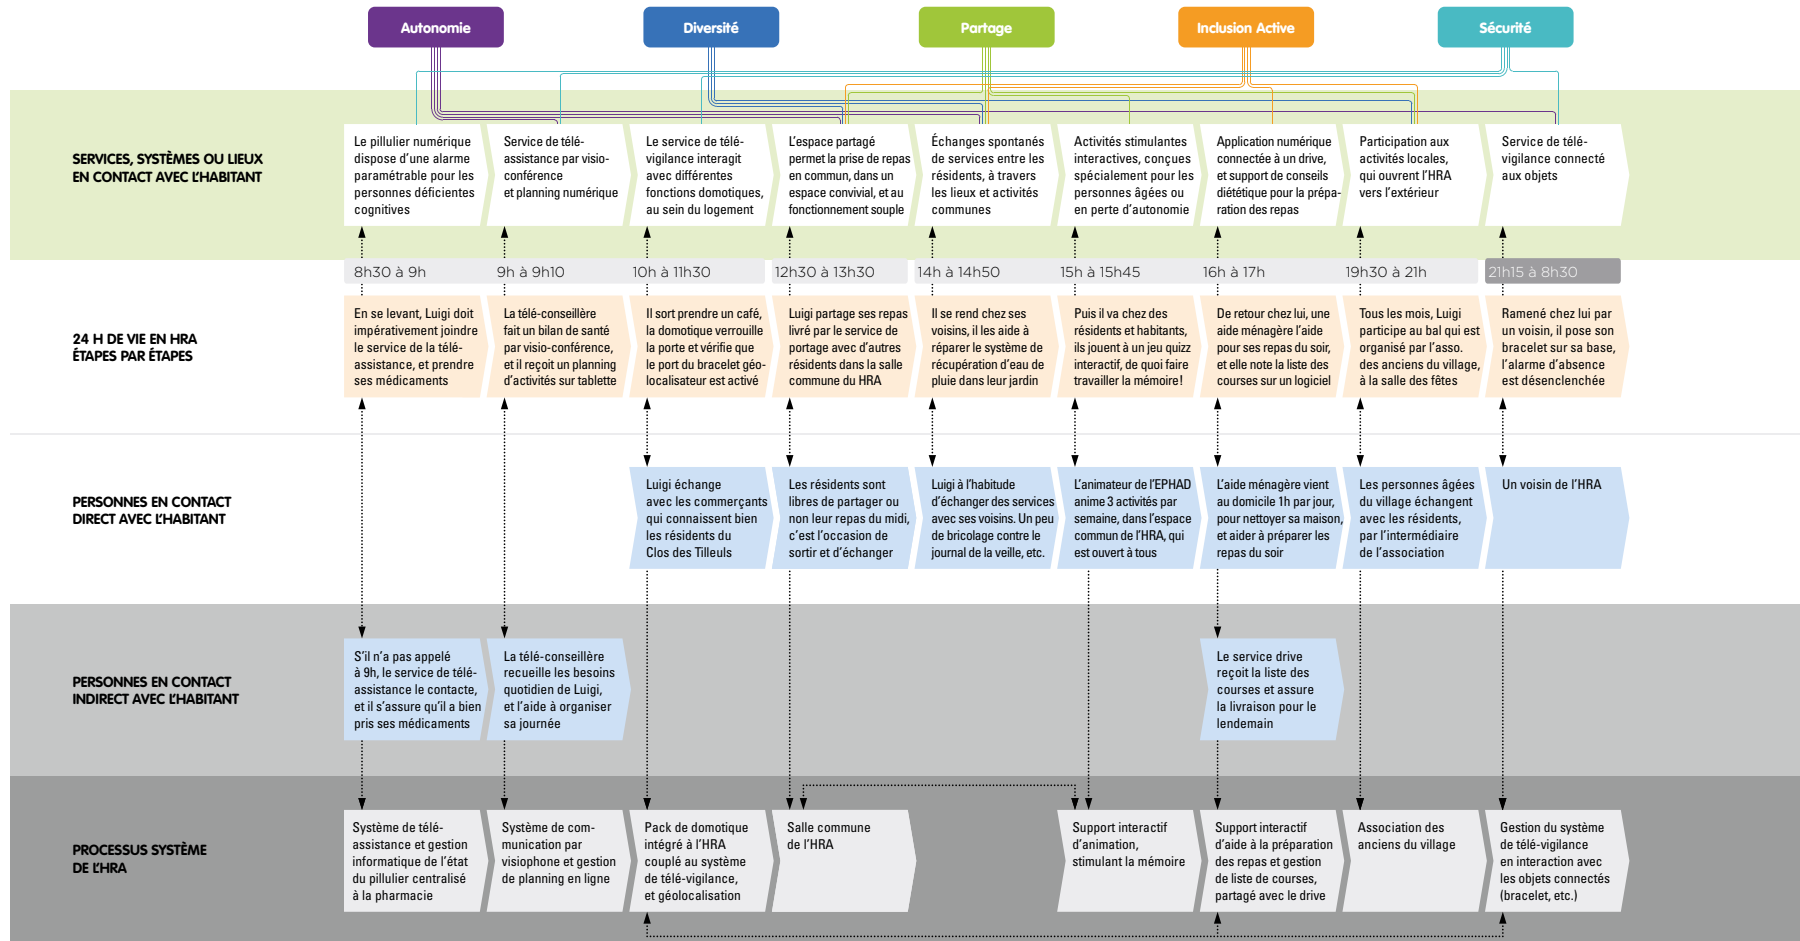 Autonomie
Diversité
Partage
Inclusion Active
Sécurité
SERVICES, SYSTÈMES OU LIEUX
EN CONTACT AVEC L'HABITANT
Le pillulier numérique
dispose d'une alarme
paramétrable pour les
personnes déficientes
cognitives
Service de télé-
assistance par visio-
conférence
et planning numérique
Le service de télé-
vigilance interagit
avec différentes
fonctions domotiques,
au sein du logement
L'espace partagé
permet la prise de repas
en commun, dans un
espace convivial, et au
fonctionnement souple
Échanges spontanés
de services entre les
résidents, à travers
les lieux et activités
communes
Activités stimulantes
interactives, conçues
spécialement pour les
personnes âgées ou
en perte d'autonomie
Application numérique
connectée à un drive,
et support de conseils
diététique pour la prépa-
ration des repas
Participation aux
activités locales,
qui ouvrent l'HRA
vers l'extérieur
Service de télé-
vigilance connecté
aux objets
8h30 à 9h
9h à 9h10
10h à 11h30
12h30 à 13h30
14h à 14h50
15h à 15h45
16h à 17h
19h30 à 21h
21h15 à 8h30
24 H DE VIE EN HRA
ÉTAPES PAR ÉTAPES
En se levant, Luigi doit
impérativement joindre
le service de la télé-
assistance, et prendre
ses médicaments
La télé-conseillère
fait un bilan de santé
par visio-conférence,
et il reçoit un planning
d'activités sur tablette
Il sort prendre un café,
la domotique verrouille
la porte et vérifie que
le port du bracelet géo-
localisateur est activé
Luigi partage ses repas
livré par le service de
portage avec d'autres
résidents dans la salle
commune du HRA
Il se rend chez ses
voisins, il les aide à
réparer le système de
récupération d'eau de
pluie dans leur jardin
Puis il va chez des
résidents et habitants,
ils jouent à un jeu quizz
interactif, de quoi faire
travailler la mémoire!
De retour chez lui, une
aide ménagère l'aide
pour ses repas du soir,
et elle note la liste des
courses sur un logiciel
Tous les mois, Luigi
participe au bal qui est
organisé par l'asso.
des anciens du village,
à la salle des fêtes
Ramené chez lui par
un voisin, il pose son
bracelet sur sa base,
l'alarme d'absence
est désenclenchée
PERSONNES EN CONTACT
DIRECT AVEC L'HABITANT
Luigi échange
avec les commerçants
qui connaissent bien
les résidents du
Clos des Tilleuls
Les résidents sont
libres de partager ou
non leur repas du midi,
c'est l'occasion de
sortir et d'échanger
Luigi à l'habitude
d'échanger des services
avec ses voisins. Un peu
de bricolage contre le
journal de la veille, etc.
L'animateur de l'EPHAD
anime 3 activités par
semaine, dans l'espace
commun de l'HRA, qui
est ouvert à tous
L'aide ménagère vient
au domicile 1h par jour,
pour nettoyer sa maison,
et aider à préparer les
repas du soir
Les personnes âgées
du village échangent
avec les résidents,
par l'intermédiaire
de l'association
Un voisin de l'HRA
PERSONNES EN CONTACT
INDIRECT AVEC L'HABITANT
S'il n'a pas appelé
à 9h, le service de télé-
assistance le contacte,
et il s'assure qu'il a bien
pris ses médicaments
La télé-conseillère
recueille les besoins
quotidien de Luigi,
et l'aide à organiser
sa journée
Le service drive
reçoit la liste des
courses et assure
la livraison pour le
lendemain
PROCESSUS SYSTÈME
DE L'HRA
Système de télé-
assistance et gestion
informatique de l'état
du pillulier centralisé
à la pharmacie
Système de com-
munication par
visiophone et gestion
de planning en ligne
Pack de domotique
intégré à l'HRA
couplé au système
de télé-vigilance,
et géolocalisation
Salle commune
de l'HRA
Support interactif
d'animation,
stimulant la mémoire
Support interactif
d'aide à la préparation
des repas et gestion
de liste de courses,
partagé avec le drive
Association des
anciens du village
Gestion du système
de télé-vigilance
en interaction avec
les objets connectés
(bracelet, etc.)